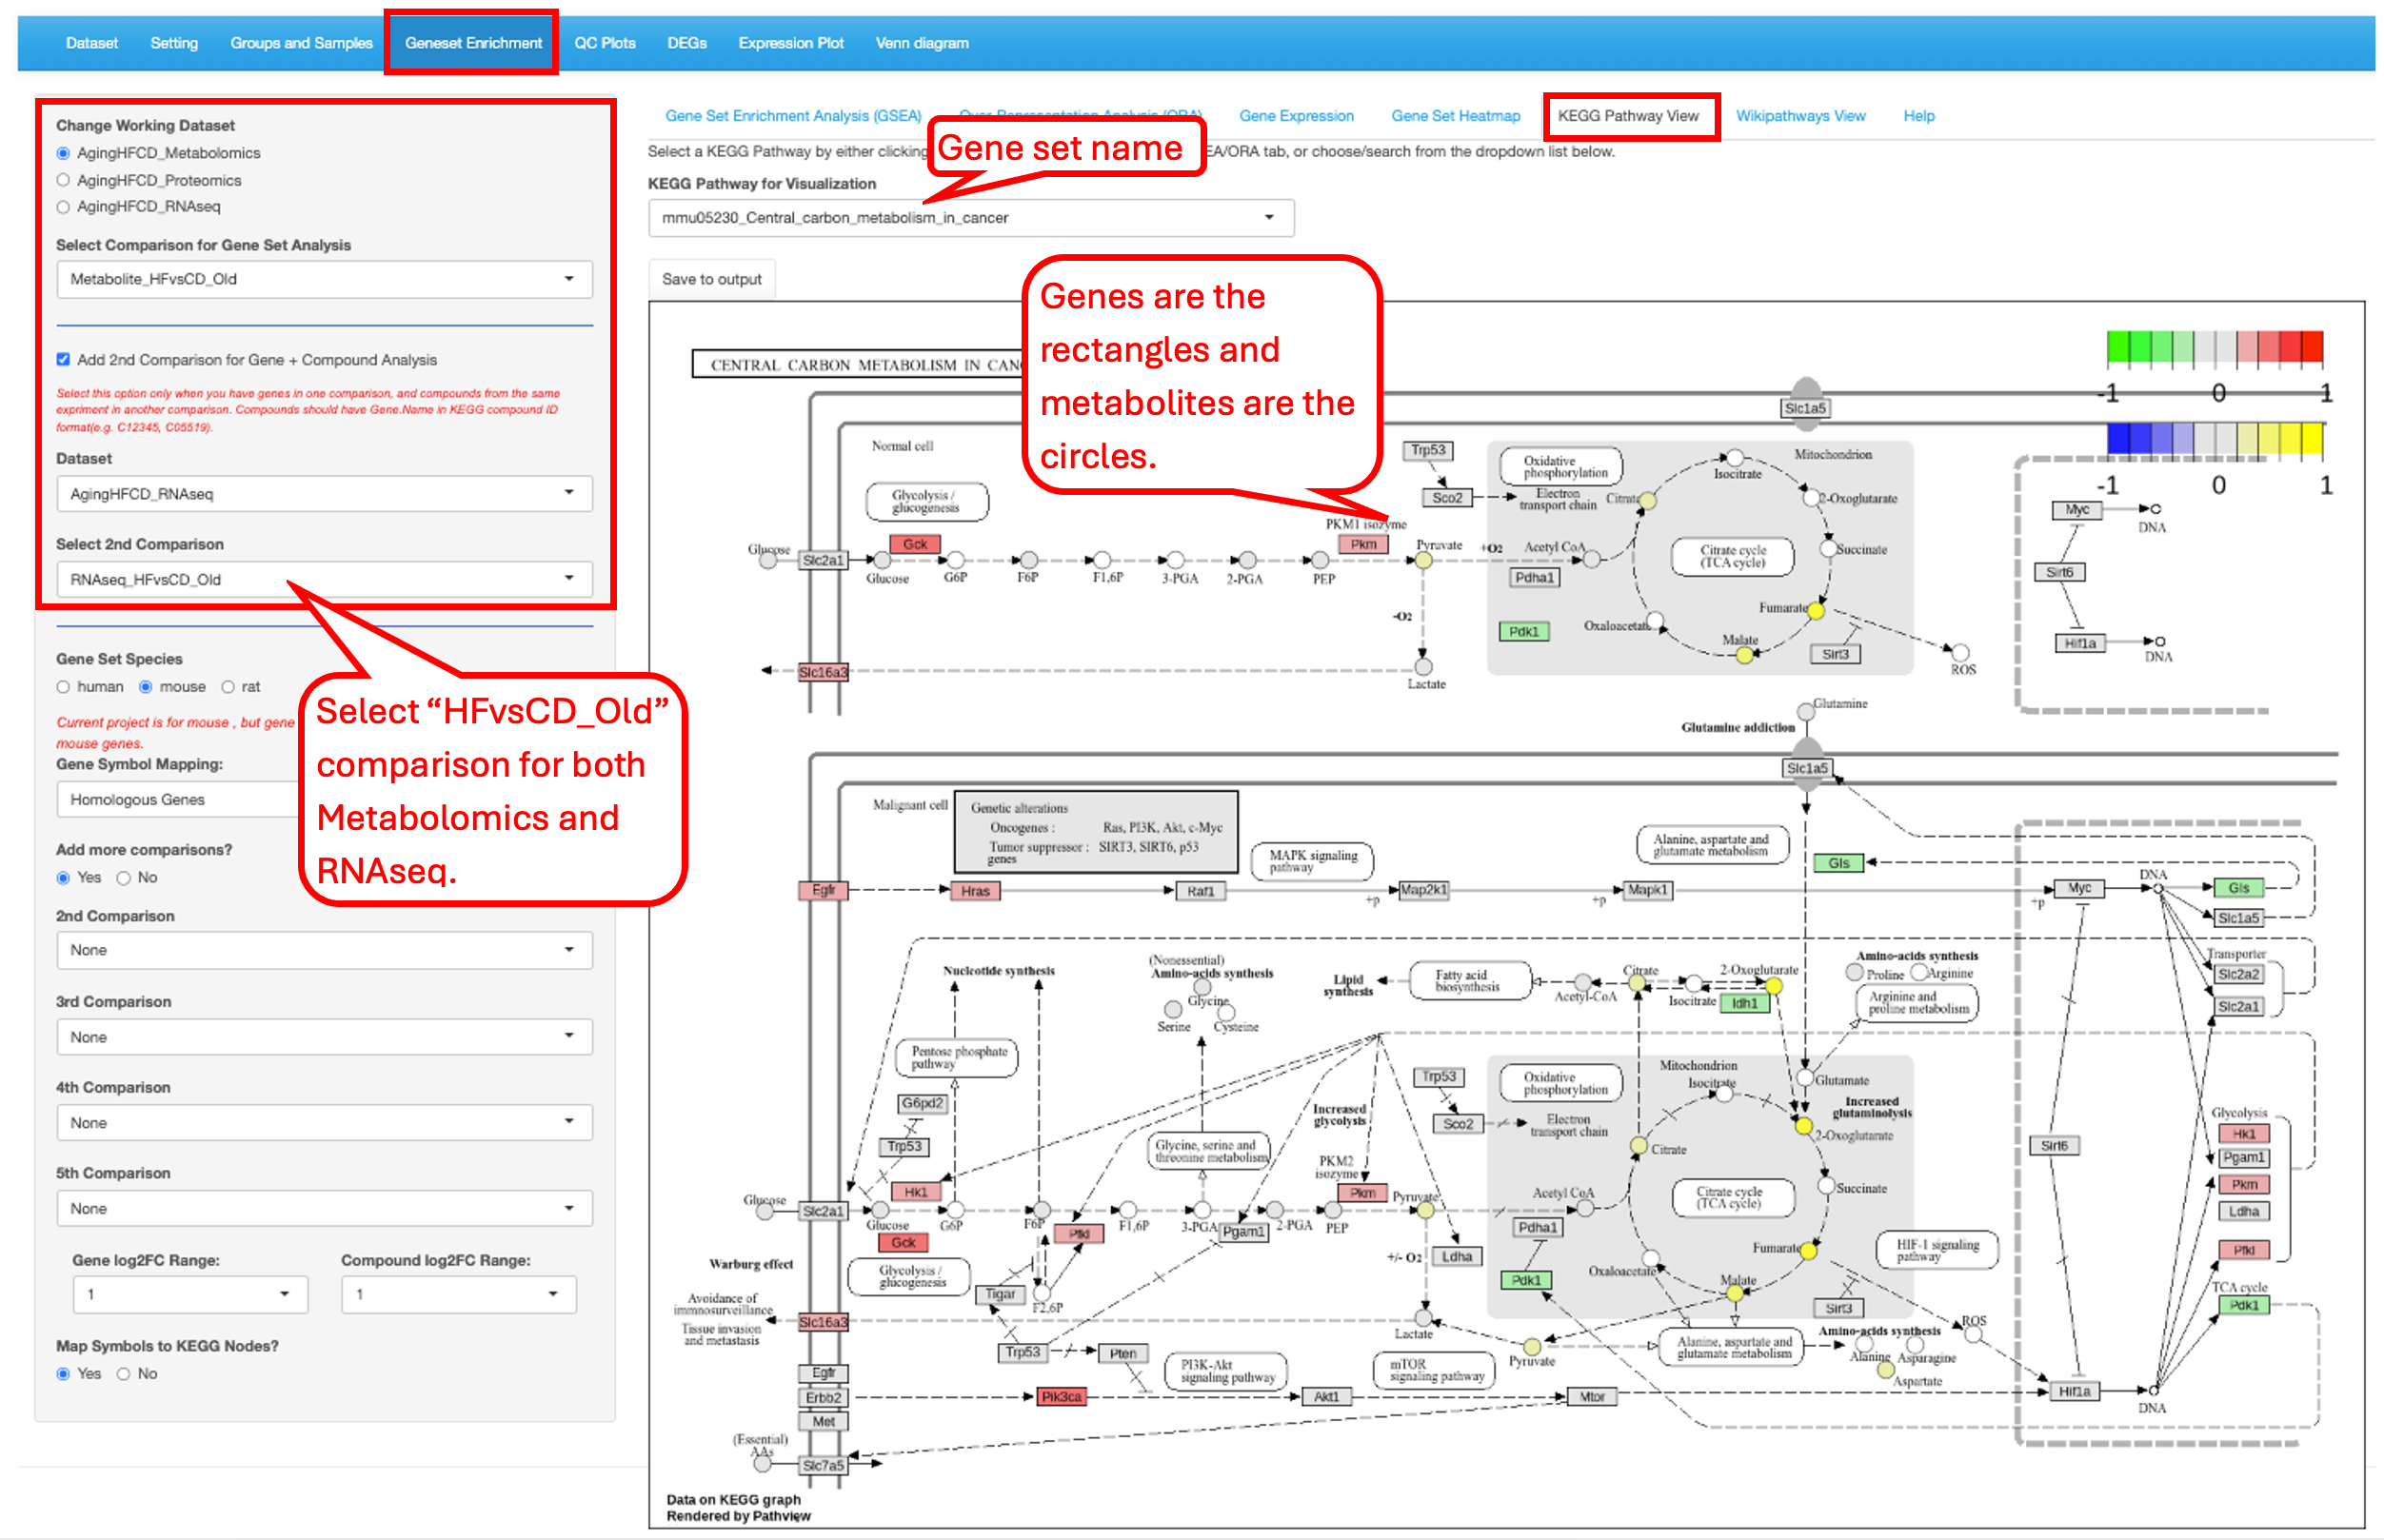 Dataset Setting Groups and Samples Geneset Enrichment QC Plots DEGs Expression Plot Venn diagram
Change Working Dataset
AgingHFCD_Metabolomics
AgingHFCD_Proteomics
AgingHFCD_RNAseq
Select Comparison for Gene Set Analysis
Metabolite_HFvsCD_Old
Add 2nd Comparison for Gene + Compound Analysis
Select this option only when you have genes in one comparison, and compounds from the same
expriment in another comparison. Compounds should have Gene.Name in KEGG compound ID
format(e.g. C12345, C05519).
Dataset
AgingHFCD_RNAseq
Select 2nd Comparison
RNAseq_HFvsCD_Old
Gene Set Species
human mouse rat
Current project is for mouse , but gene
mouse genes.
Gene Symbol Mapping:
Homologous Genes
Add more comparisons?
Yes No
2nd Comparison
None
3rd Comparison
None
4th Comparison
None
5th Comparison
None
Gene log2FC Range: Compound log2FC Range:
1 1
Map Symbols to KEGG Nodes?
Yes No
Select “HFvsCD_Old”
comparison for both
Metabolomics and
RNAseq.
Gene Set Enrichment Analysis (GSEA) Over-Representation Analysis (ORA) Gene Expression Gene Set Heatmap KEGG Pathway View Wikipathways View Help
Select a KEGG Pathway by either clicking EA/ORA tab, or choose/search from the dropdown list below.
Gene set name
KEGG Pathway for Visualization
mmu05230_Central_carbon_metabolism_in_cancer
Save to output
Genes are the
rectangles and
metabolites are the
circles.
CENTRAL CARBON METABOLISM IN CAN
-1 0 1
-1 0 1
Slc1a5
Normal cell
Glycolysis /
glucogenesis
Trp53
Sco2
Oxidative
phosphorylation
Electron
transport chain
Mitochondrion
Isocitrate
Citrate
2-Oxoglutarate
Myc
DNA
PKM1 isozyme
Glucose
Slc2a1
Gck
Glucose
G6P
F6P
F1,6P
3-PGA
2-PGA
PEP
Pkm
Pyruvate
+O2
Acetyl CoA
Pdha1
Citrate cycle
(TCA cycle)
Succinate
Sirt6
-O2
Pdk1
Oxaloacetate
Fumarate
Malate
Sirt3
ROS
Hif1a
DNA
Slc16a3
Lactate
Glutamine
Glutamine addiction
Slc1a5
Malignant cell
Genetic alterations
Oncogenes : Ras, PI3K, Akt, c-Myc
Tumor suppressor : SIRT3, SIRT6, p53
genes
MAPK signaling
pathway
Alanine, aspartate and
glutamate metabolism
Gls
Egfr
Hras
Raf1
+p
Map2k1
+p
Mapk1
+p
Myc
DNA
Gls
Slc1a5
Transporter
Slc2a2
Slc2a1
Nucleotide synthesis
(Nonessential)
Amino-acids synthesis
Glycine
Serine
Cysteine
Lipid
synthesis
Fatty acid
biosynthesis
Acetyl-CoA
Citrate
Isocitrate
2-Oxoglutarate
Idh1
Amino-acids synthesis
Proline Arginine
Arginine and
proline metabolism
Pentose phosphate
pathway
G6pd2
Trp53
Glycine, serine and
threonine metabolism
Increased
glycolysis
Trp53
Sco2
Oxidative
phosphorylation
Electron
transport chain
Mitochondrion
Isocitrate
Glutamate
Increased
glutaminolysis
2-Oxoglutarate
Citrate
Glycolysis
Hk1
Pgam1
Pkm
Ldha
Pfkl
TCA cycle
Pdk1
Sirt6
Glucose
Slc2a1
Hk1
Glucose
Gck
G6P
F6P
Pfkl
F1,6P
3-PGA
Pgam1
2-PGA
PEP
PKM2
isozyme
Pkm
Pyruvate
Acetyl CoA
Pdha1
Citrate cycle
(TCA cycle)
Succinate
Warburg effect
Glycolysis /
glucogenesis
Tigar
F2,6P
+/- O2
Ldha
Pdk1
Oxaloacetate
Fumarate
Malate
Sirt3
HIF-1 signaling
pathway
Avoidance of
immnosurveillance
Tissue invasion
and metastasis
Slc16a3
Lactate
Trp53
Pten
PI3K-Akt
signaling pathway
mTOR
signaling pathway
Pyruvate
Alanine, aspartate and
glutamate metabolism
Amino-acids synthesis
Alanine Asparagine
Aspartate
ROS
Egfr
Erbb2
Met
Pik3ca
Akt1
Mtor
Hif1a
DNA
(Essential)
AAs
Slc7a5
Data on KEGG graph
Rendered by Pathview